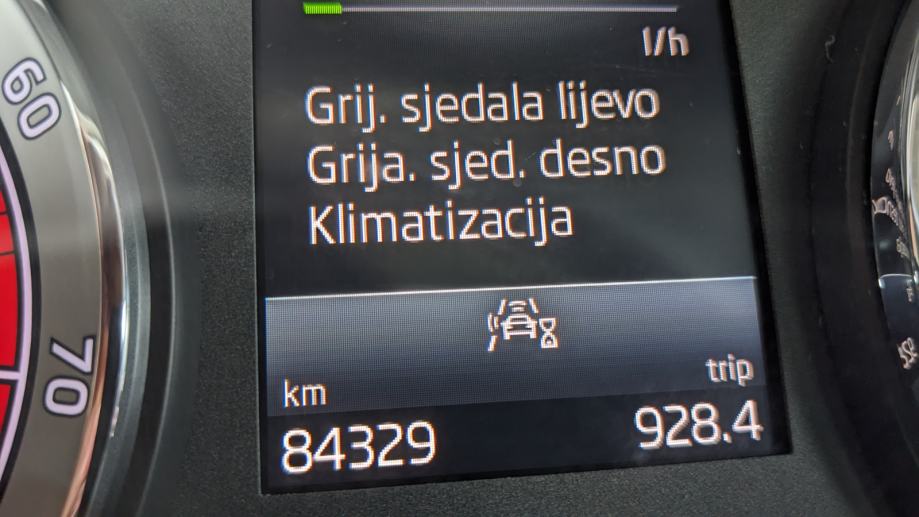 l/h
60
Grij. sjedala lijevo
Grija. sjed. desno
Klimatizacija
70
km
trip
84329
928.4